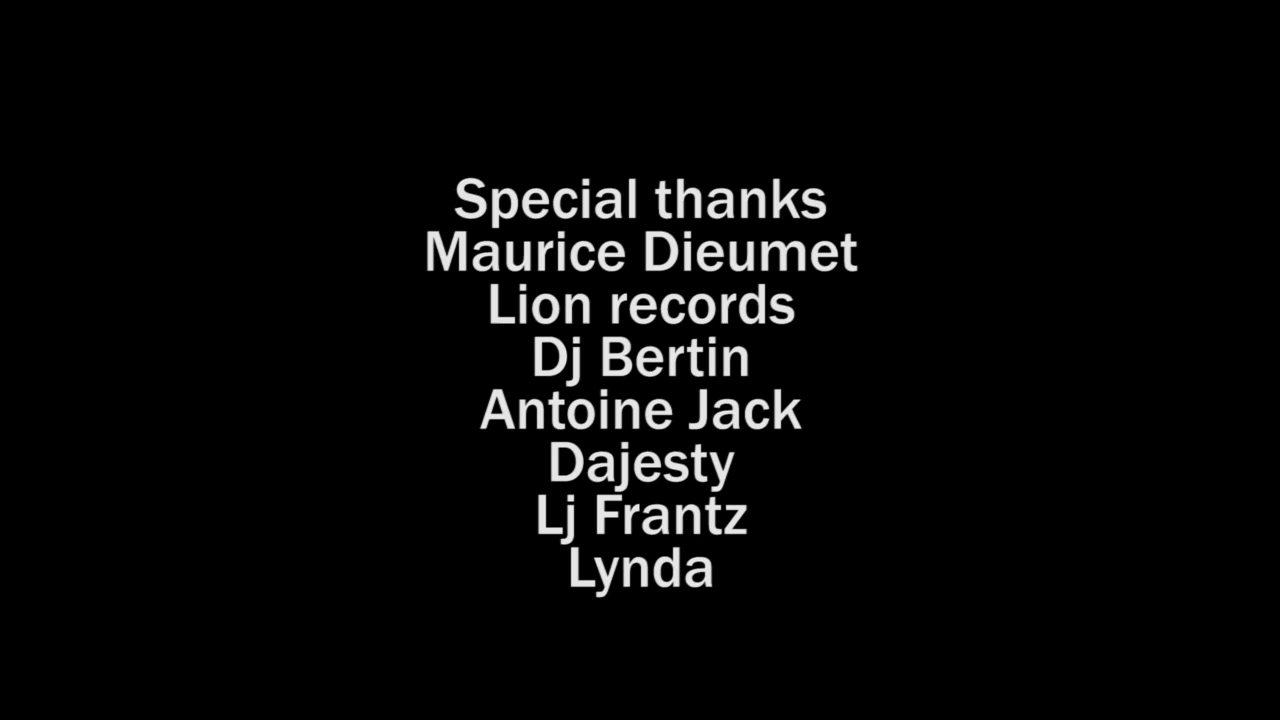 Special thanks
Maurice Dieumet
Lion records
Dj Bertin
Antoine Jack
Dajesty
Lj Frantz
Lynda